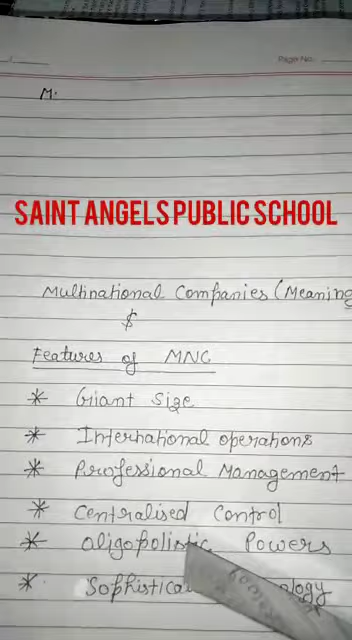 Page No.
M.
SAINT ANGELS PUBLIC SCHOOL
Multinational Companies (Meaning
$
Features of MNC
* Giant Size
* International operations
* Professional Management
* Centralised Control
* Oligopolistic Powers
*